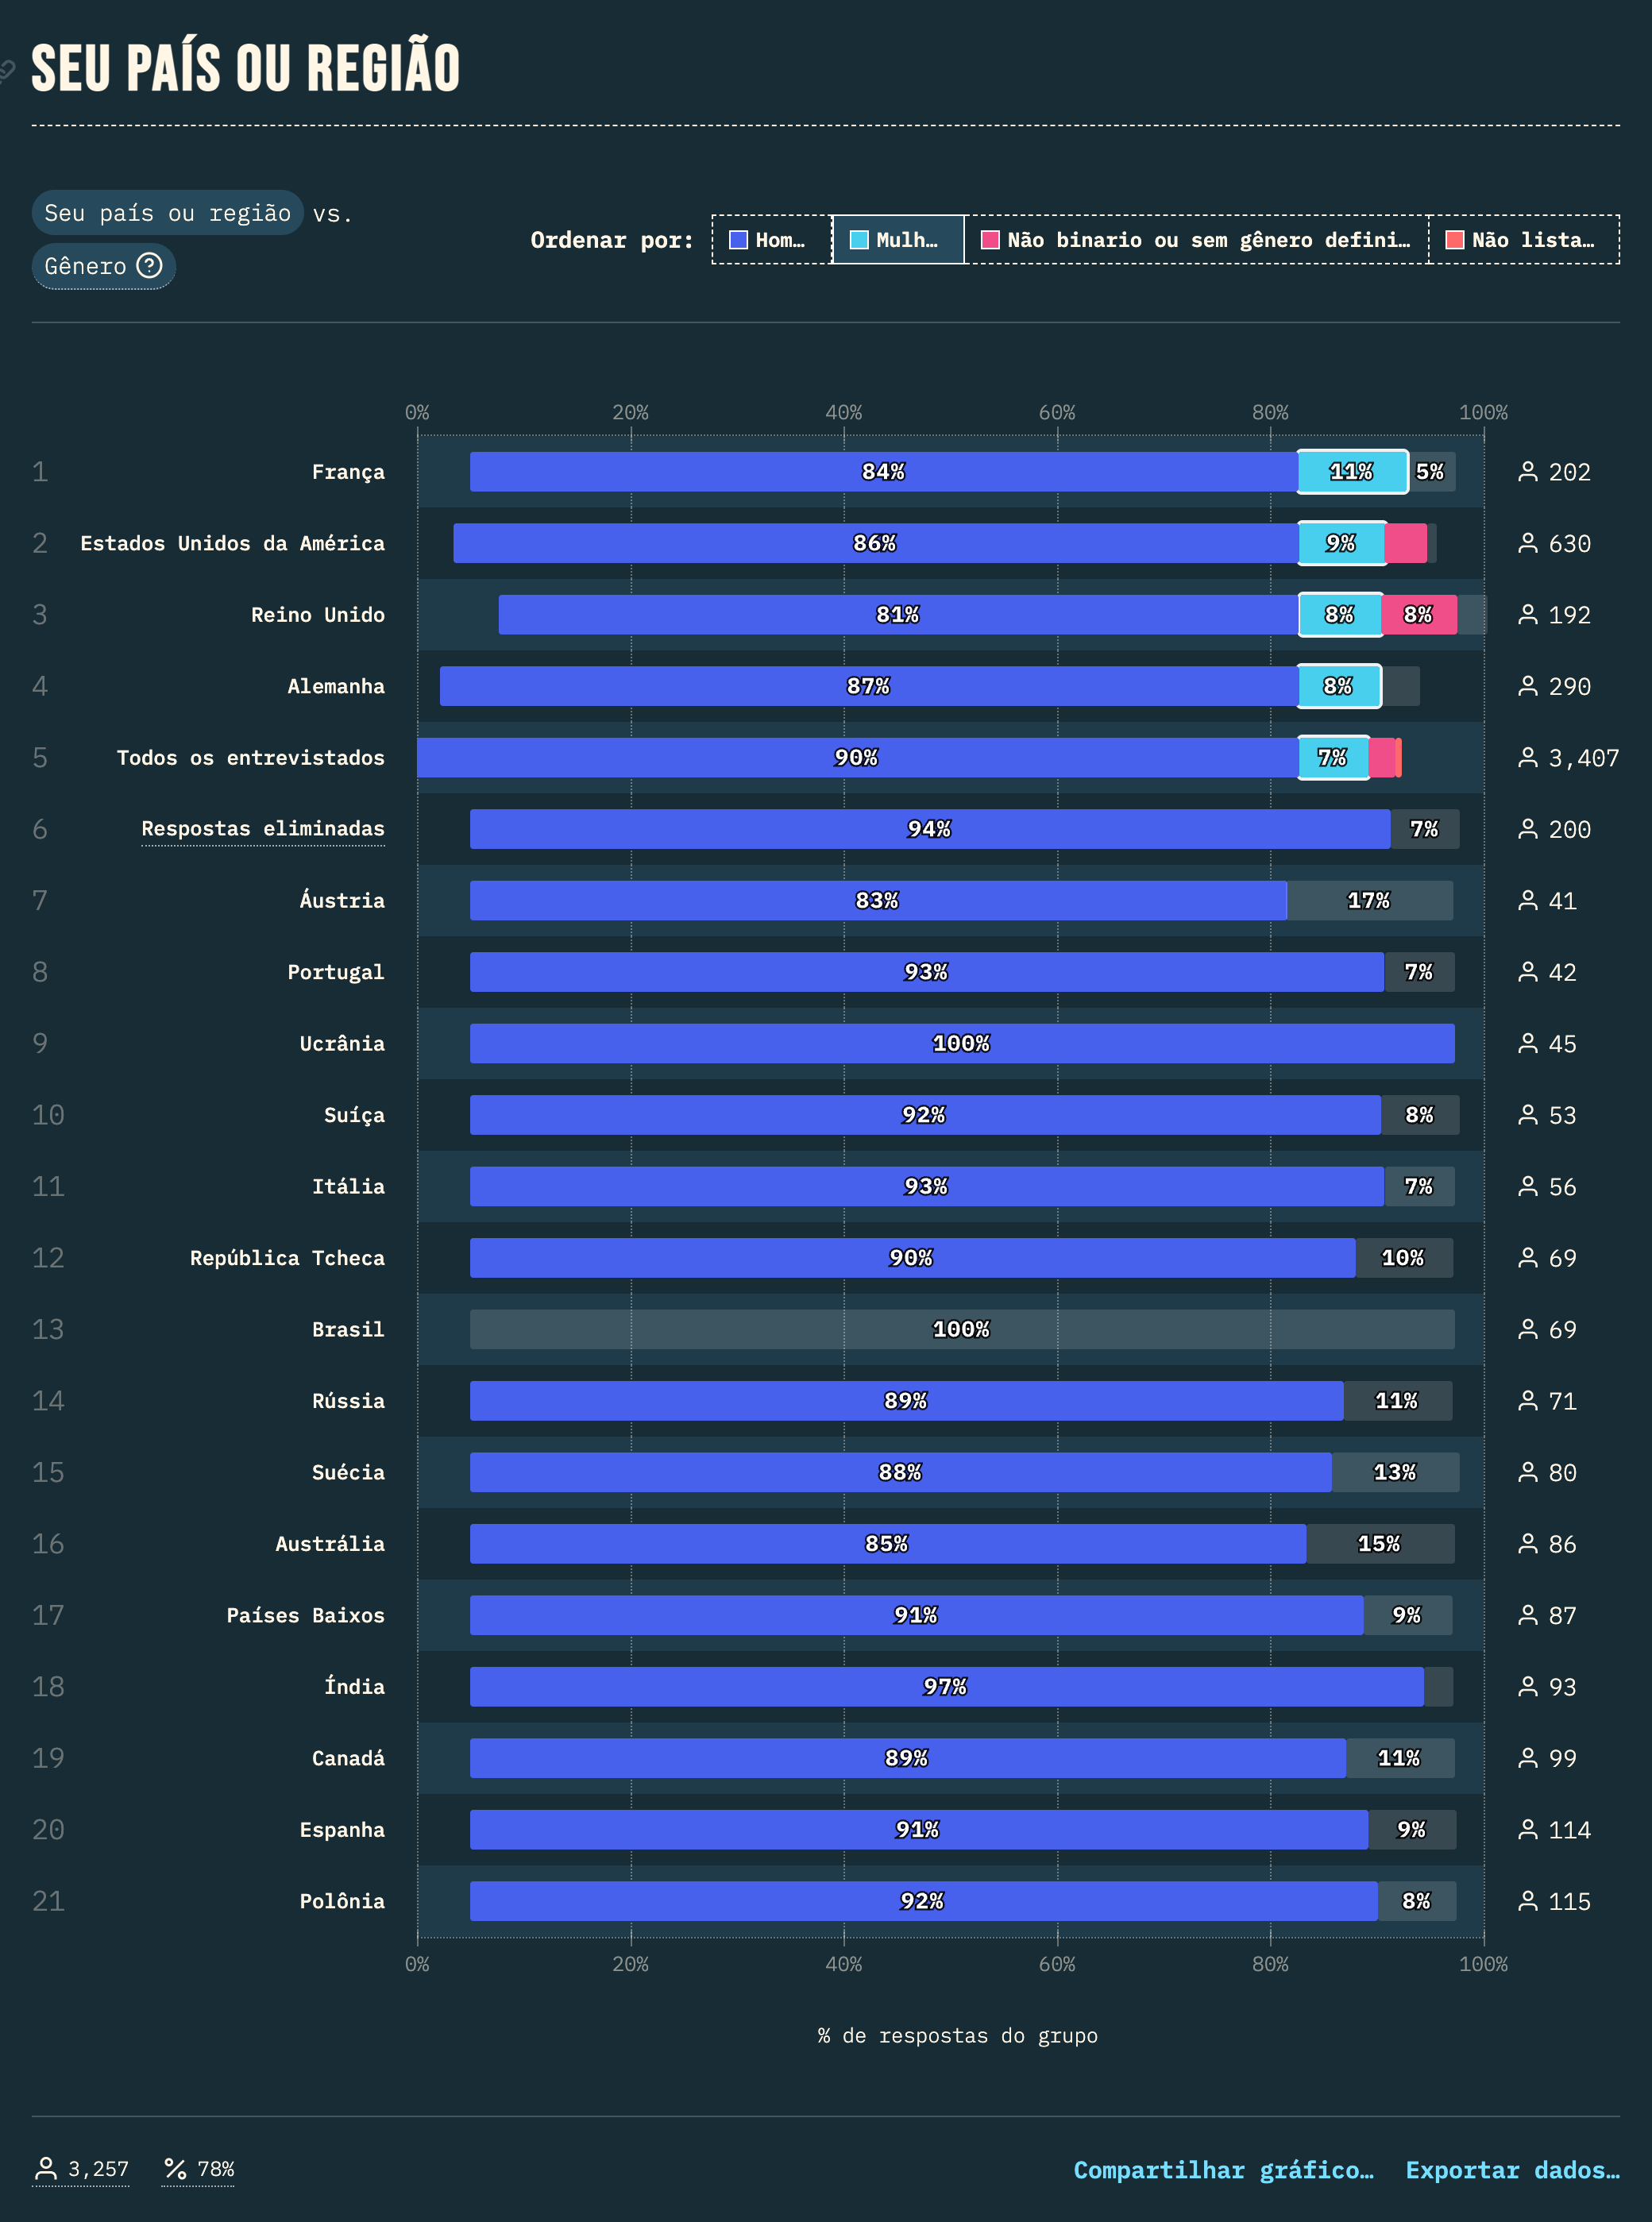 SEU PAÍS OU REGIÃO
Seu país ou região vs.
Gênero ?
Ordenar por: Hom… Mulh… Não binario ou sem gênero defini… Não lista…
0% 20% 40% 60% 80% 100%
1 França 84% 11% 5% 202
2 Estados Unidos da América 86% 9% 630
3 Reino Unido 81% 8% 8% 192
4 Alemanha 87% 8% 290
5 Todos os entrevistados 90% 7% 3,407
6 Respostas eliminadas 94% 7% 200
7 Áustria 83% 17% 41
8 Portugal 93% 7% 42
9 Ucrânia 100% 45
10 Suíça 92% 8% 53
11 Itália 93% 7% 56
12 República Tcheca 90% 10% 69
13 Brasil 100% 69
14 Rússia 89% 11% 71
15 Suécia 88% 13% 80
16 Austrália 85% 15% 86
17 Países Baixos 91% 9% 87
18 Índia 97% 93
19 Canadá 89% 11% 99
20 Espanha 91% 9% 114
21 Polônia 92% 8% 115
0% 20% 40% 60% 80% 100%
% de respostas do grupo
3,257 78% Compartilhar gráfico… Exportar dados…